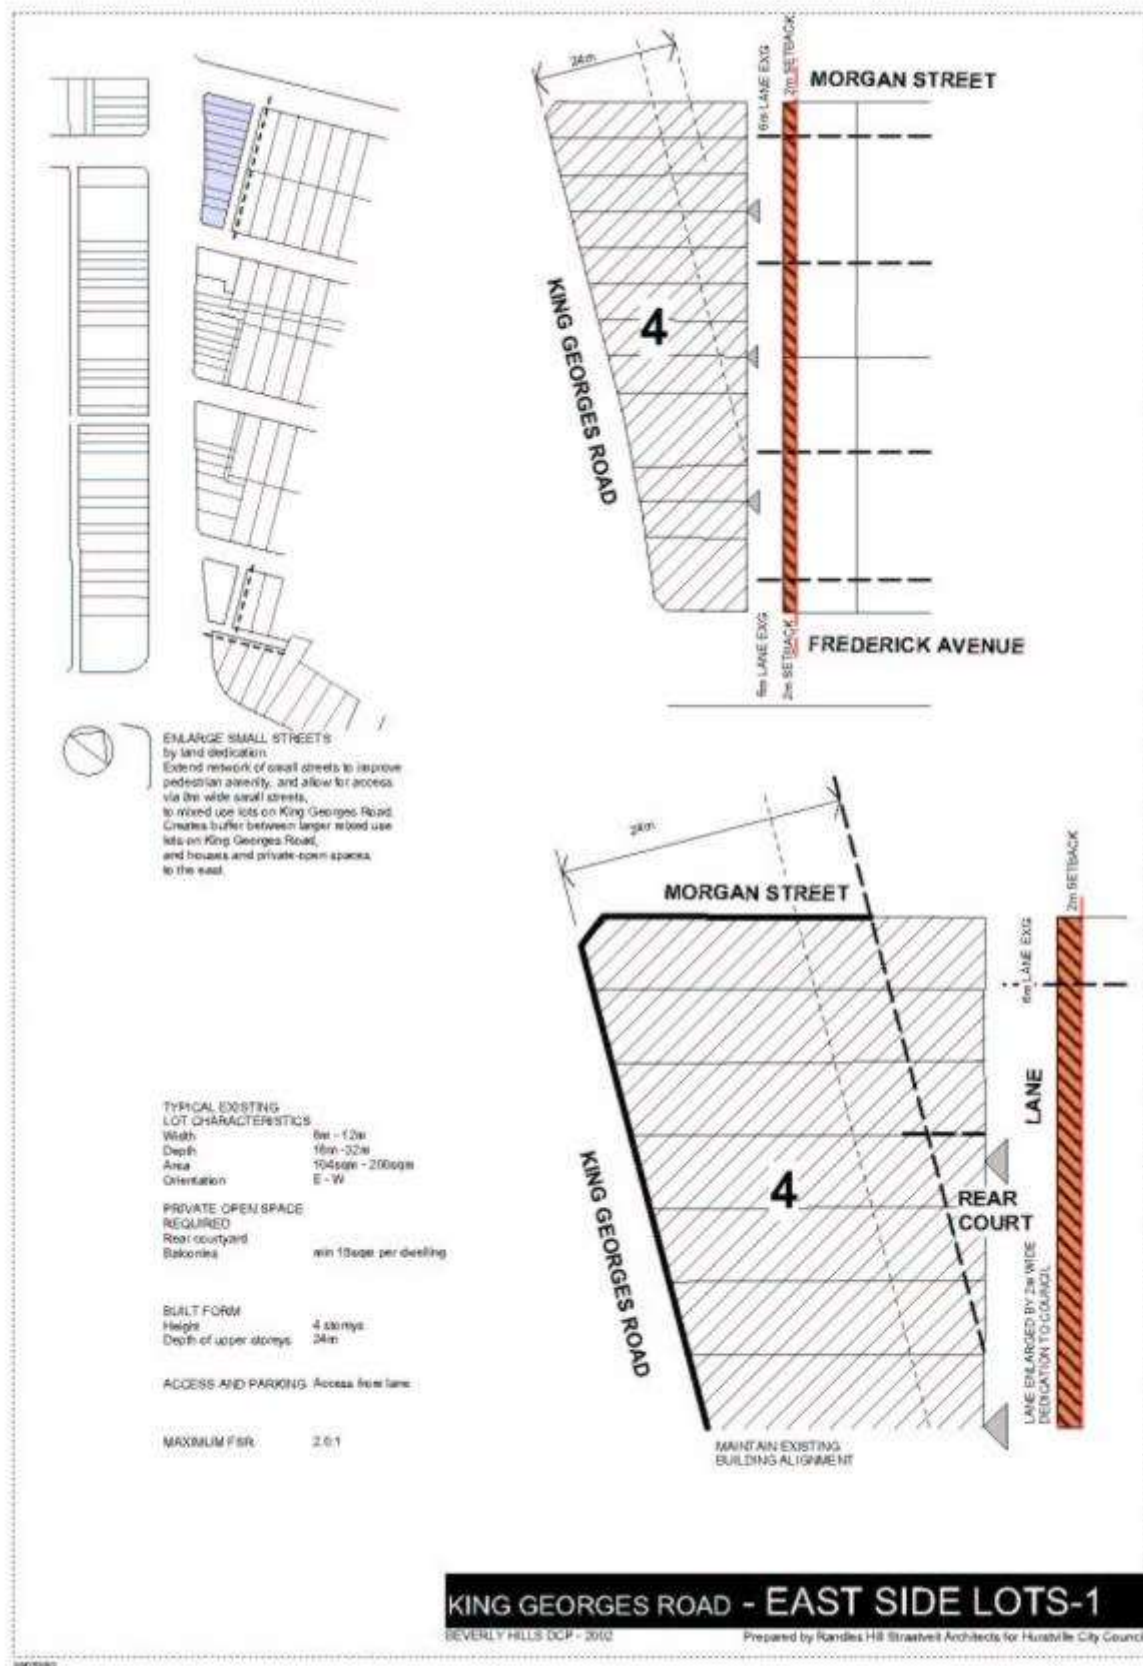 24m
6m LANE EXG
2m SETBACK
MORGAN STREET
KING GEORGES ROAD
4
6m LANE EXG
2m SETBACK
FREDERICK AVENUE
ENLARGE SMALL STREETS
by land dedication
Extend network of small streets to improve
pedestrian amenity, and allow for access
via 8m wide small streets,
to mixed use lots on King Georges Road.
Creates buffer between larger mixed use
lots on King Georges Road,
and houses and private open spaces
to the east.
24m
MORGAN STREET
6m LANE EXG
2m SETBACK
LANE
KING GEORGES ROAD
4
REAR
COURT
LANE ENLARGED BY 2m WIDE
DEDICATION TO COUNCIL
MAINTAIN EXISTING
BUILDING ALIGNMENT
TYPICAL EXISTING
LOT CHARACTERISTICS
Width 6m - 12m
Depth 16m - 32m
Area 104sqm - 200sqm
Orientation E - W
PRIVATE OPEN SPACE
REQUIRED
Rear courtyard
Balconies min per dwelling
BUILT FORM
Height 4 storeys
Depth of upper storeys 24m
ACCESS AND PARKING Access from lane
MAXIMUM FSR 2.0:1
KING GEORGES ROAD - EAST SIDE LOTS-1
BEVERLY HILLS DCP - 2002 Prepared by Randles Hill Straatveit Architects for Hurstville City Council